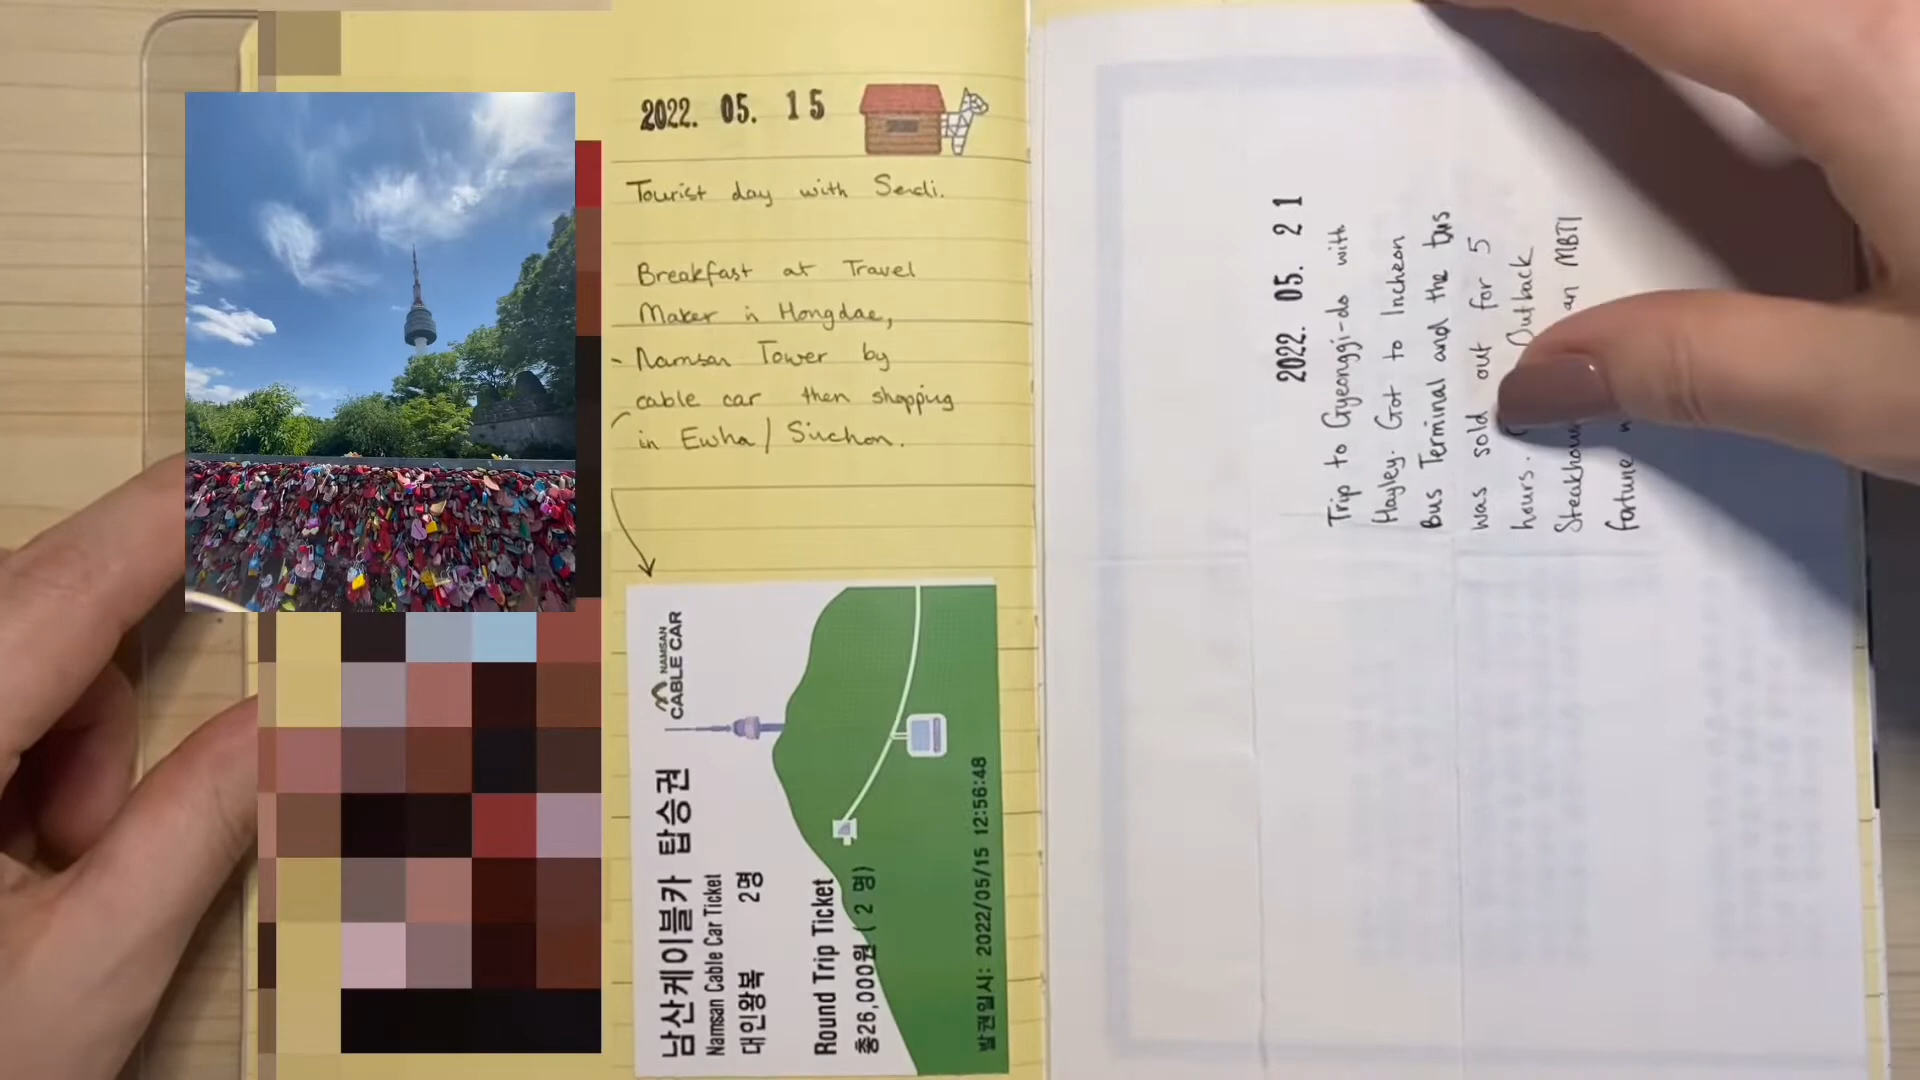 2022. 05. 15
Tourist day with Sendi.
Breakfast at Travel
Maker in Hongdae,
- Namsan Tower by
cable car then shopping
in Ewha / Sinchon.
NAMSAN
CABLE CAR
남산케이블카 탑승권
Namsan Cable Car Ticket
대인왕복 2명
Round Trip Ticket
총26,000원 ( 2 명)
발권일시: 2022/05/15 12:56:48
2022. 05. 21
Trip to Gyeonggi-do with
Hayley. Got to Incheon
Bus Terminal and the bus
was sold out for 5
hours. Outback
an MBTI
fortune